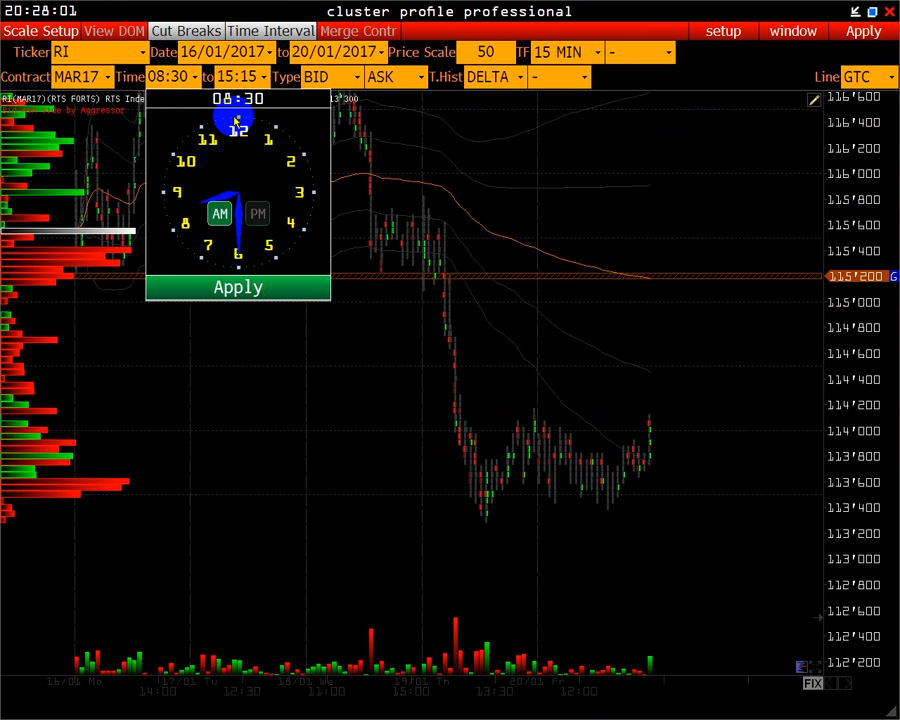 20:28:01 cluster profile professional
Scale Setup View DOM Cut Breaks Time Interval Merge Contr setup window Apply
Ticker RI Date 16/01/2017 to 20/01/2017 Price Scale 50 TF 15 MIN -
Contract MAR17 Time 08:30 to 15:15 Type BID ASK T.Hist DELTA - Line GTC
RI(MAR17)(RTS FORTS) RTS Inde
08:30
by Aggressor
12
11 1
10 2
9 3
AM PM
8 4
7 5
6
Apply
116'600
116'400
116'200
116'000
115'800
115'600
115'400
115'200 G
115'000
114'800
114'600
114'400
114'200
114'000
113'800
113'600
113'400
113'200
113'000
112'800
112'600
112'400
112'200
16/01 Mo 17/01 Tu 18/01 We 19/01 Th 20/01 Fr FIX
14:00 12:30 11:00 15:00 13:30 12:00